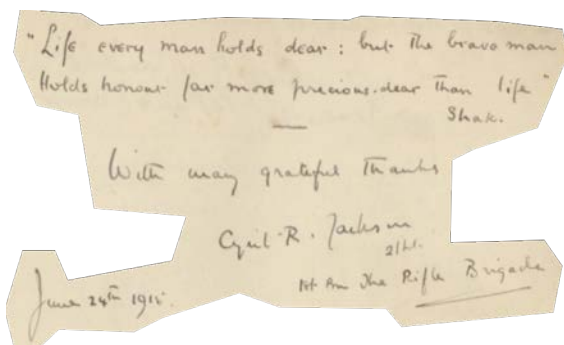 "Life every man holds dear : but the brave man
Holds honour far more precious.dear than life"
Shak.
With many grateful thanks
Cyril R. Jackson
2/Lt.
1st Bn The Rifle Brigade
June 24th 1915.